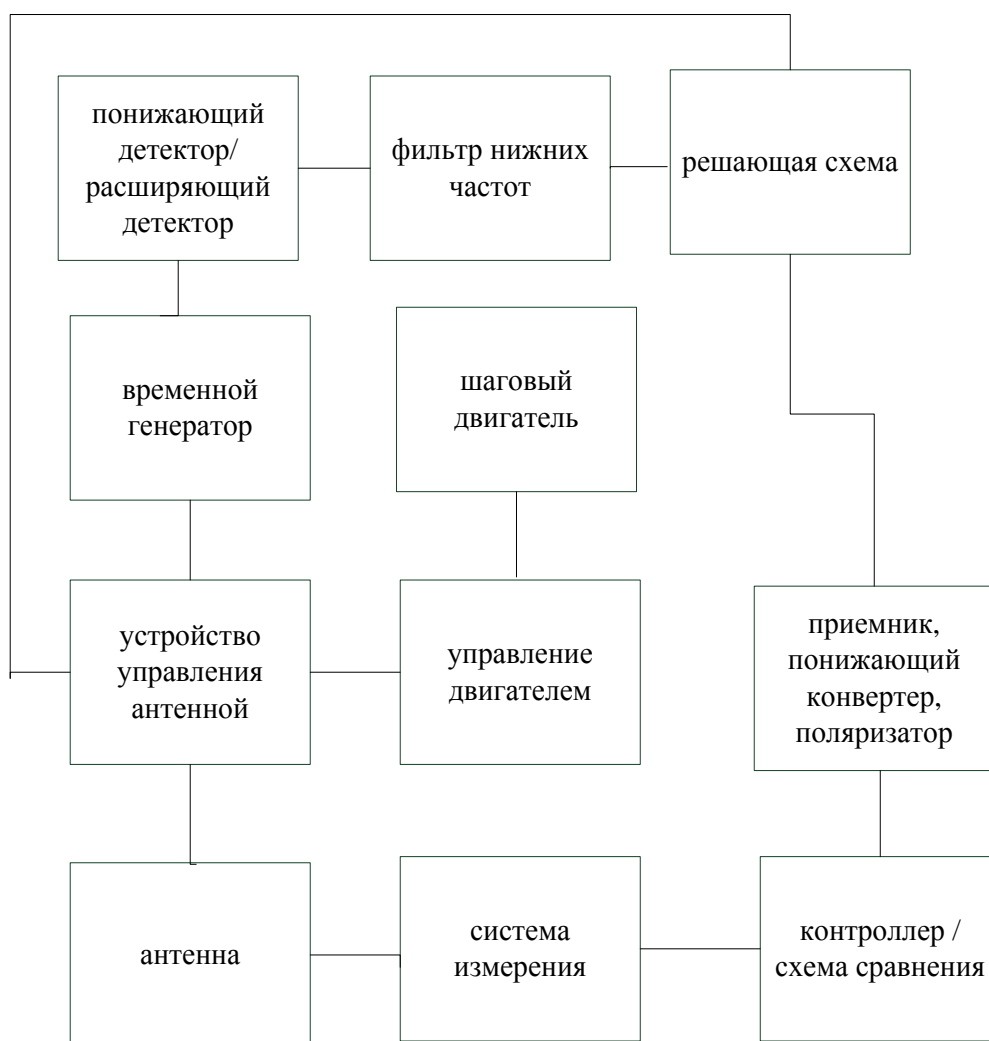 понижающий
детектор/
расширяющий
детектор
фильтр нижних
частот
решающая схема
временной
генератор
шаговый
двигатель
устройство
управления
антенной
управление
двигателем
приемник,
понижающий
конвертер,
поляризатор
антенна
система
измерения
контроллер /
схема сравнения